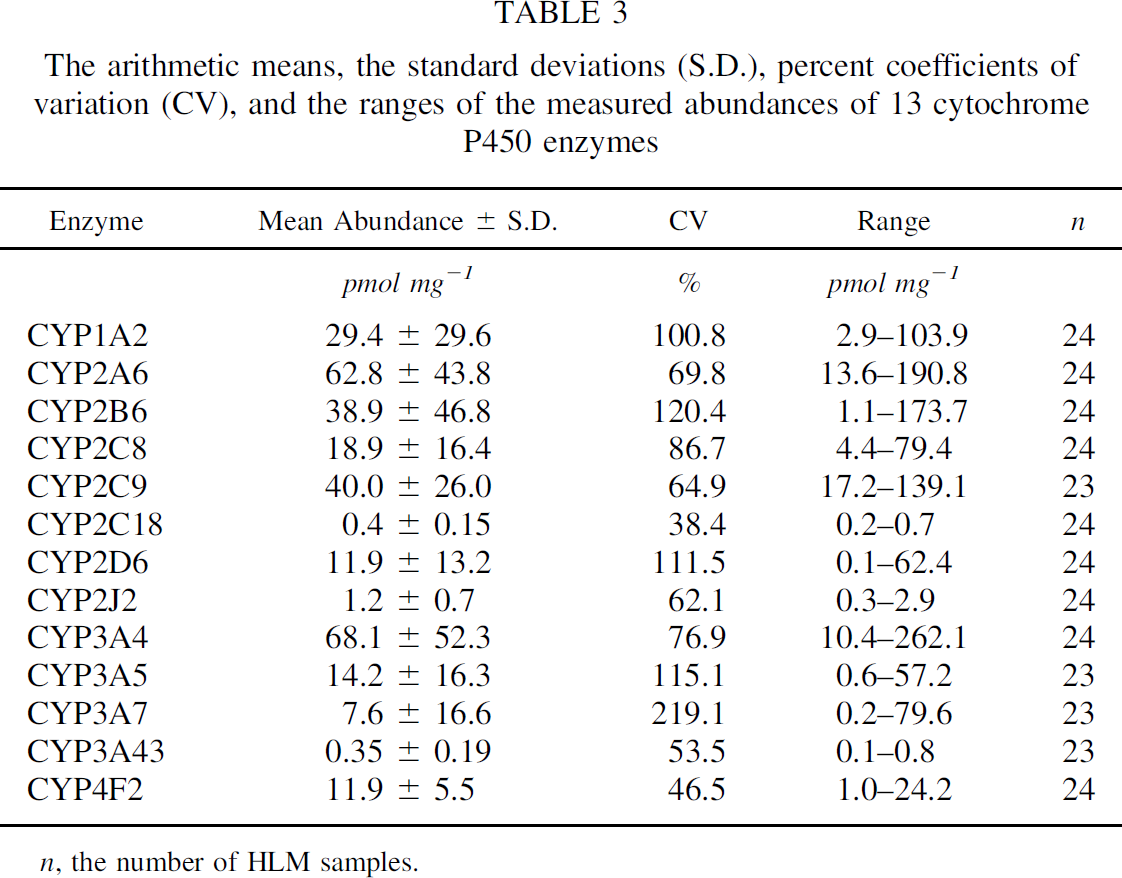 TABLE 3
The arithmetic means, the standard deviations (S.D.), percent coefficients of
variation (CV), and the ranges of the measured abundances of 13 cytochrome
P450 enzymes
Enzyme Mean Abundance ± S.D. CV Range n
pmol mg⁻¹ % pmol mg⁻¹
CYP1A2 29.4 ± 29.6 100.8 2.9–103.9 24
CYP2A6 62.8 ± 43.8 69.8 13.6–190.8 24
CYP2B6 38.9 ± 46.8 120.4 1.1–173.7 24
CYP2C8 18.9 ± 16.4 86.7 4.4–79.4 24
CYP2C9 40.0 ± 26.0 64.9 17.2–139.1 23
CYP2C18 0.4 ± 0.15 38.4 0.2–0.7 24
CYP2D6 11.9 ± 13.2 111.5 0.1–62.4 24
CYP2J2 1.2 ± 0.7 62.1 0.3–2.9 24
CYP3A4 68.1 ± 52.3 76.9 10.4–262.1 24
CYP3A5 14.2 ± 16.3 115.1 0.6–57.2 23
CYP3A7 7.6 ± 16.6 219.1 0.2–79.6 23
CYP3A43 0.35 ± 0.19 53.5 0.1–0.8 23
CYP4F2 11.9 ± 5.5 46.5 1.0–24.2 24
n, the number of HLM samples.